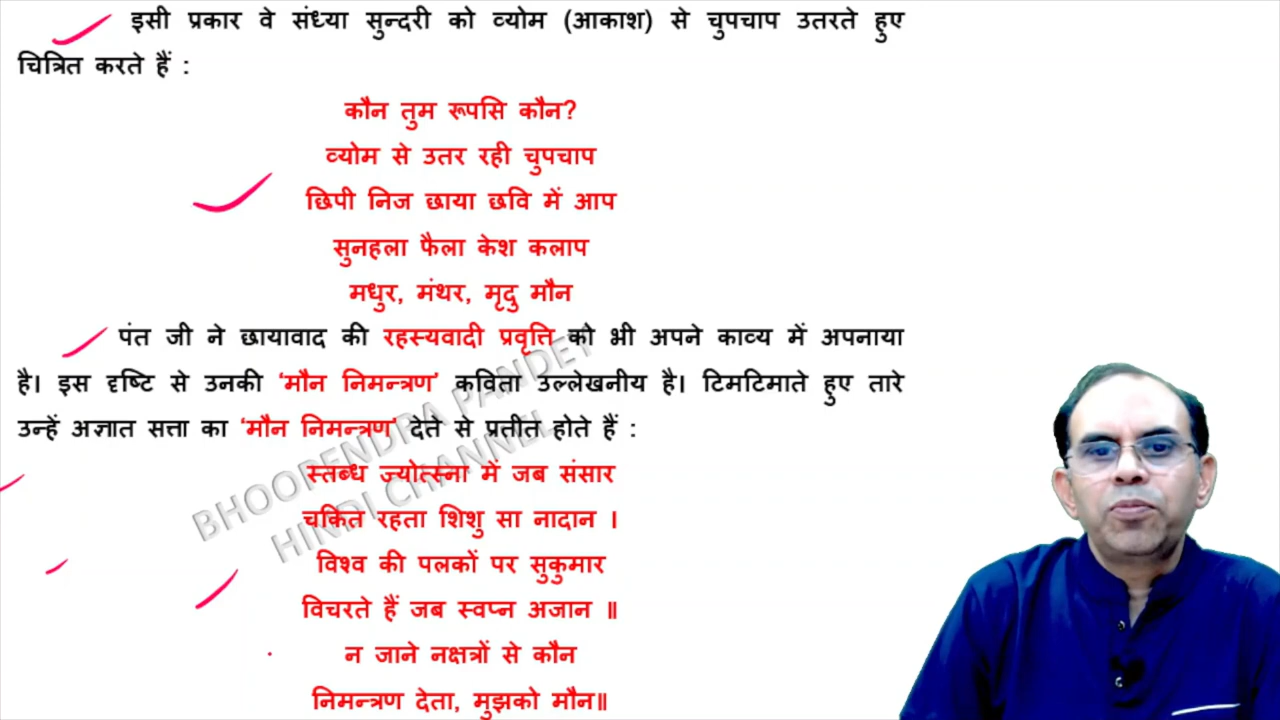 इसी प्रकार वे संध्या सुन्दरी को व्योम (आकाश) से चुपचाप उतरते हुए
चित्रित करते हैं :
कौन तुम रूपसि कौन?
व्योम से उतर रही चुपचाप
छिपी निज छाया छवि में आप
सुनहला फैला केश कलाप
मधुर, मंथर, मृदु मौन
पंत जी ने छायावाद की रहस्यवादी प्रवृत्ति को भी अपने काव्य में अपनाया
है। इस दृष्टि से उनकी ‘मौन निमन्त्रण’ कविता उल्लेखनीय है। टिमटिमाते हुए तारे
उन्हें अज्ञात सत्ता का ‘मौन निमन्त्रण’ देते से प्रतीत होते हैं :
स्तब्ध ज्योत्स्ना में जब संसार
चकित रहता शिशु सा नादान ।
विश्व की पलकों पर सुकुमार
विचरते हैं जब स्वप्न अजान ॥
न जाने नक्षत्रों से कौन
निमन्त्रण देता, मुझको मौन॥
BHOOPENDRA PANDEY
HINDI CHANNEL